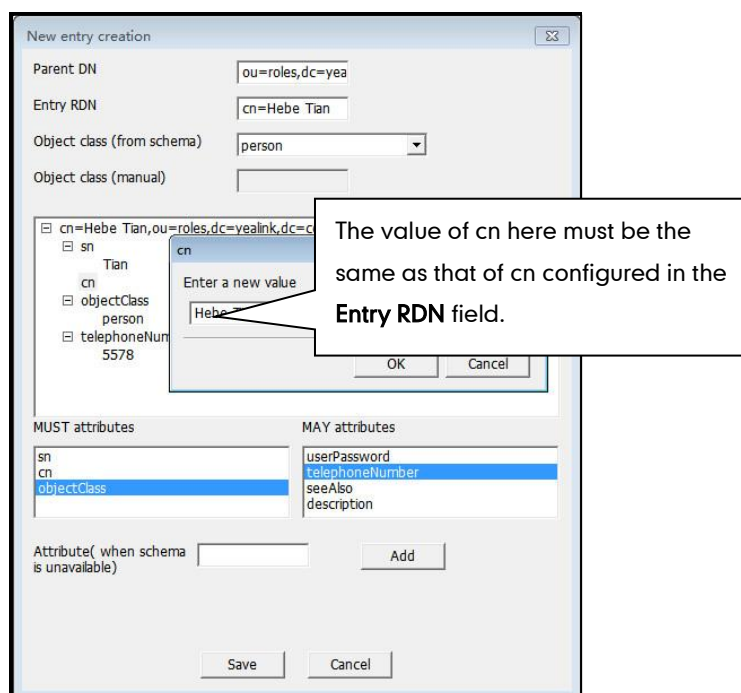 New entry creation
Parent DN
ou=roles,dc=yea
Entry RDN
cn=Hebe Tian
Object class (from schema)
person
Object class (manual)
cn=Hebe Tian,ou=roles,dc=yealink,dc=c
sn
Tian
cn
objectClass
person
telephoneNum
5578
cn
Enter a new value
Hebe
OK
Cancel
The value of cn here must be the
same as that of cn configured in the
Entry RDN field.
MUST attributes
sn
cn
objectClass
MAY attributes
userPassword
telephoneNumber
seeAlso
description
Attribute( when schema
is unavailable)
Add
Save
Cancel